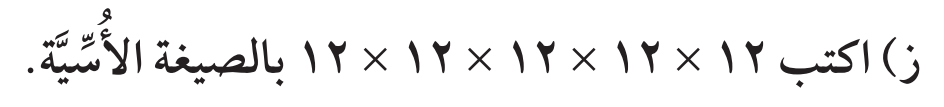 ز) اكتب ١٢ × ١٢ × ١٢ × ١٢ × ١٢ بالصيغة الأُسِّيَّة.